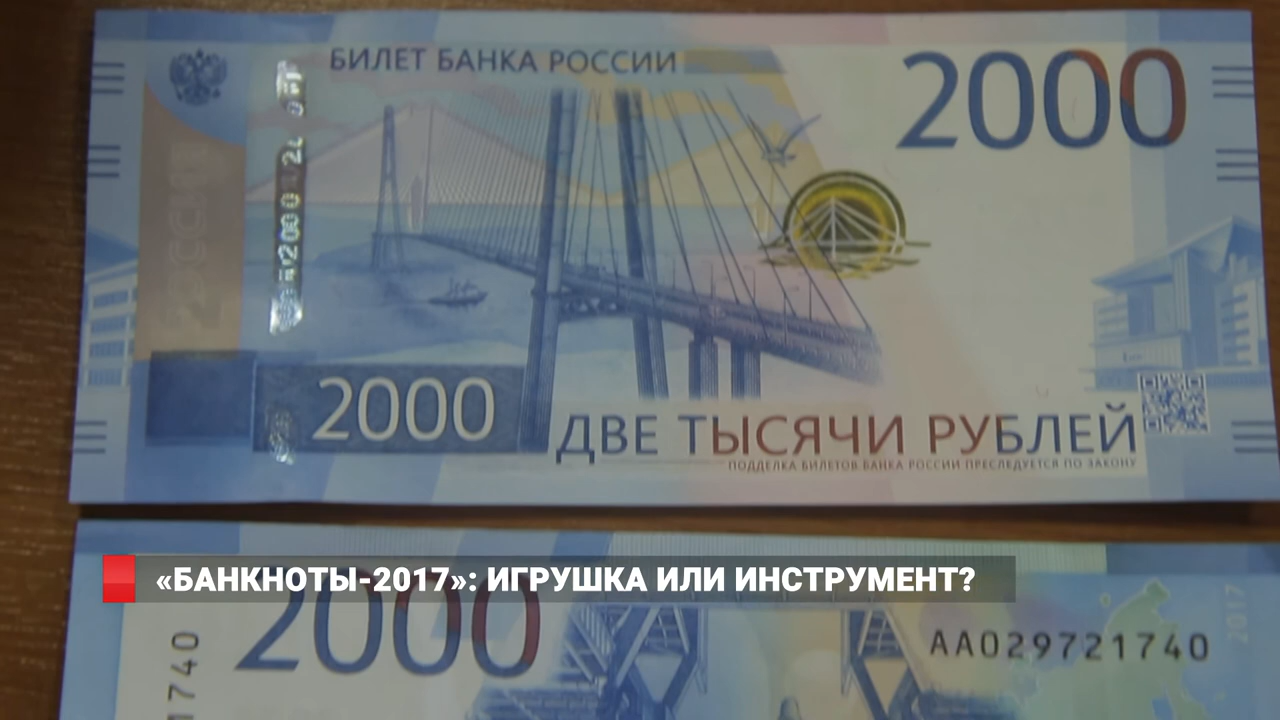 БИЛЕТ БАНКА РОССИИ
2000
2000
ДВЕ ТЫСЯЧИ РУБЛЕЙ
ПОДДЕЛКА БИЛЕТОВ БАНКА РОССИИ ПРЕСЛЕДУЕТСЯ ПО ЗАКОНУ
«БАНКНОТЫ-2017»: ИГРУШКА ИЛИ ИНСТРУМЕНТ?
2000
АА029721740
2017
1740